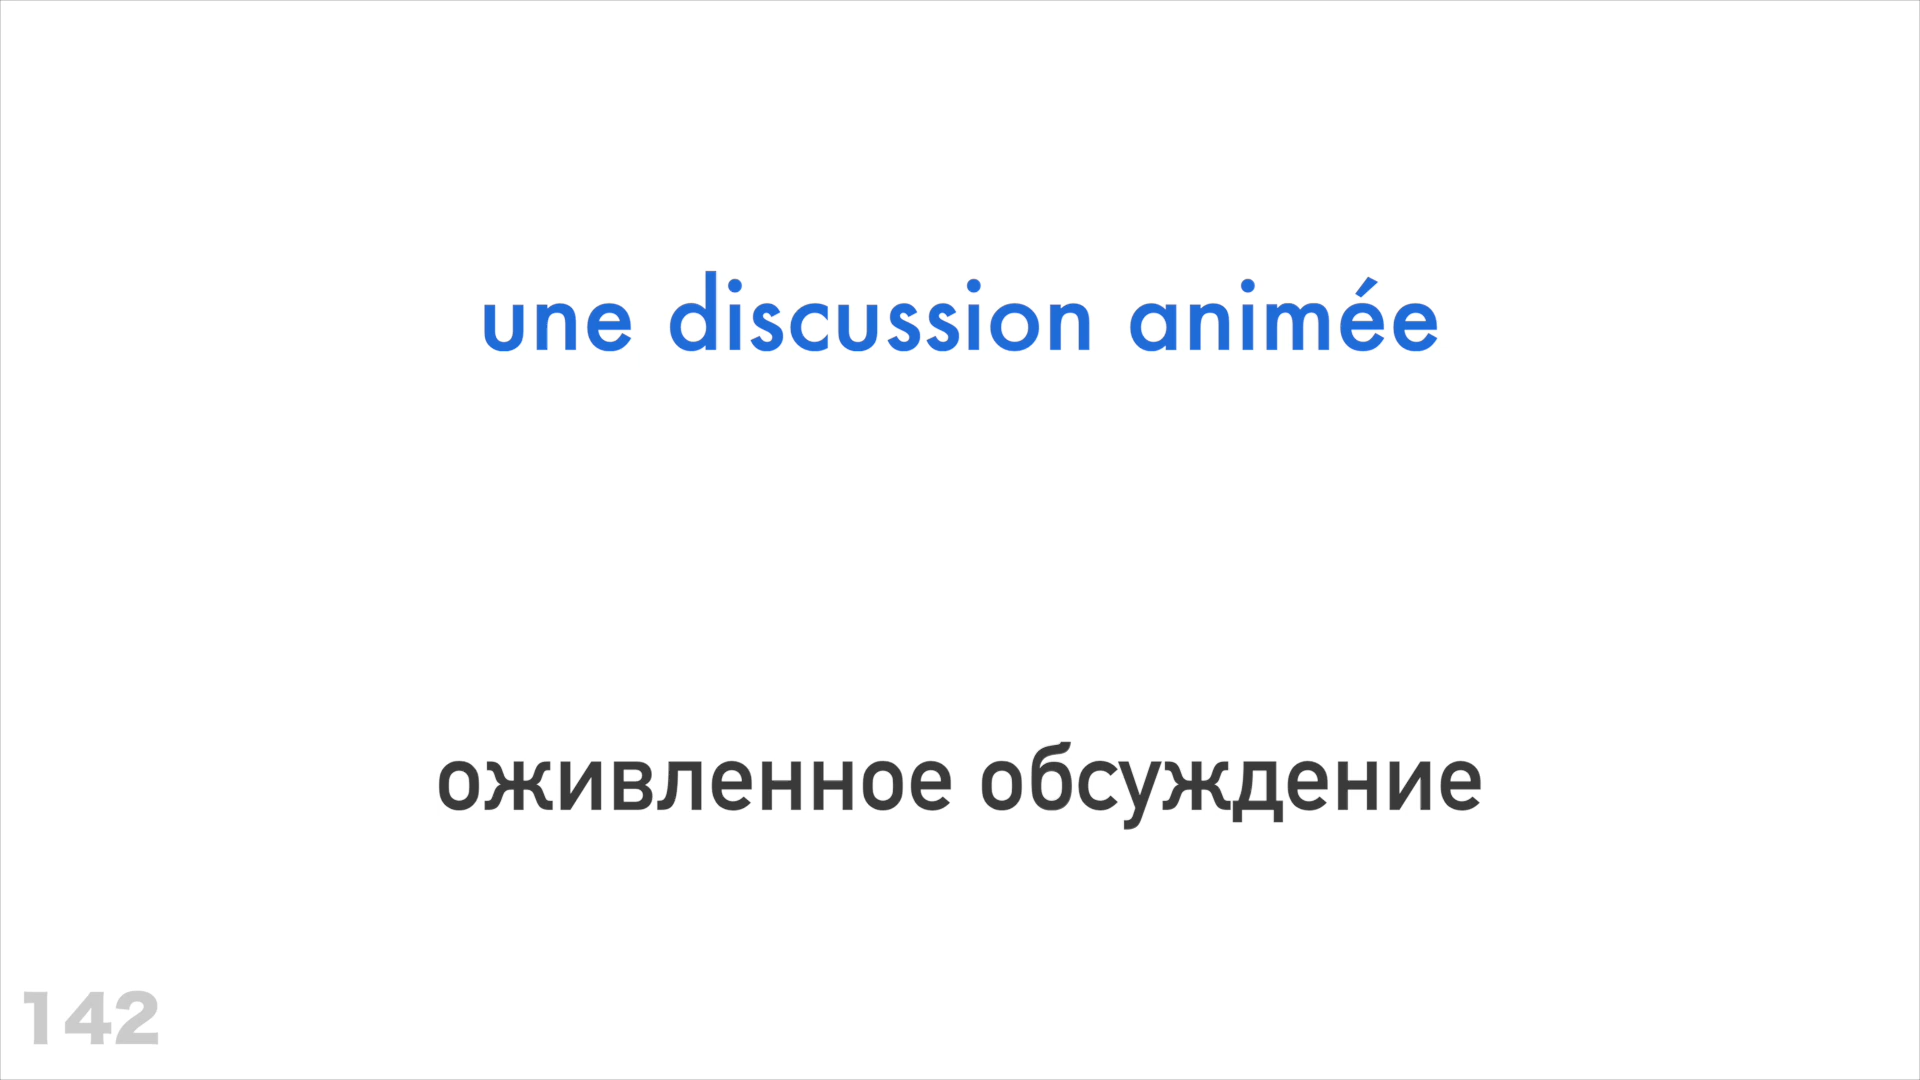 une discussion animée
оживленное обсуждение
142